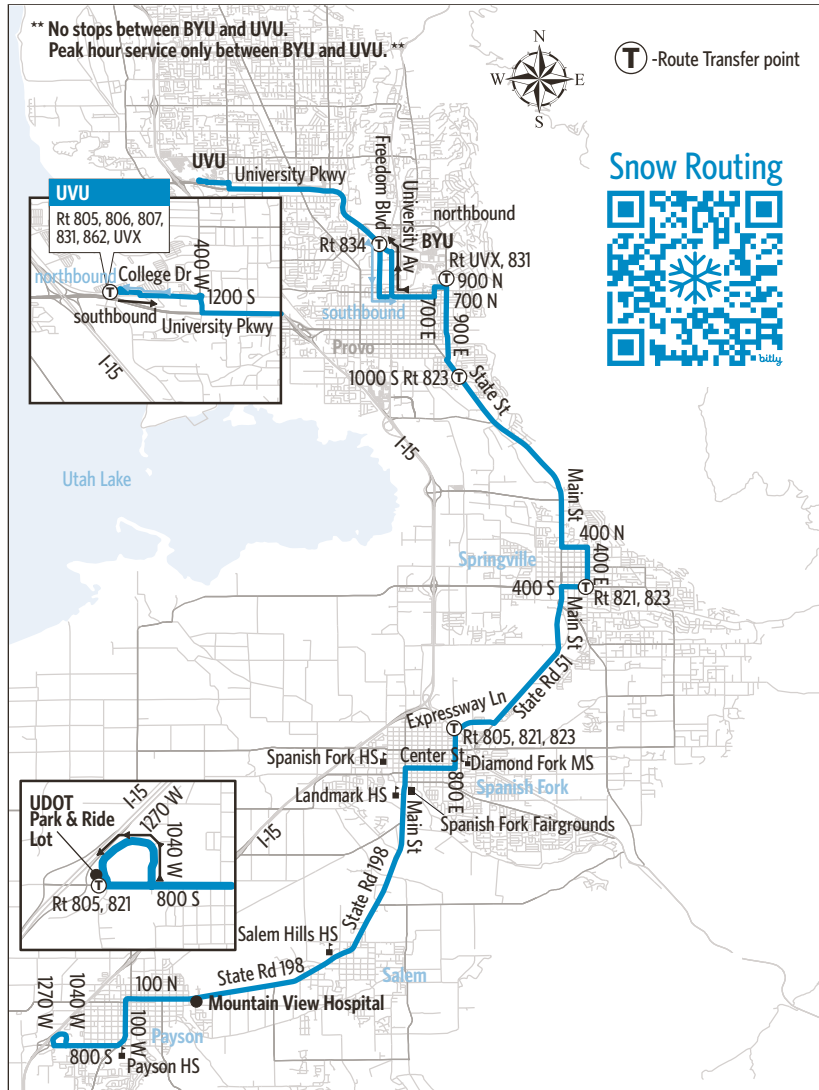 ** No stops between BYU and UVU.
Peak hour service only between BYU and UVU. **
N
W E
S
T -Route Transfer point
Snow Routing
bitly
UVU
University Pkwy
Freedom Blvd
University Av
northbound
BYU
Rt 834
T
Rt UVX, 831
T
900 N
700 N
southbound
700 E
900 E
Provo
1000 S Rt 823
T
State St
UVU
Rt 805, 806, 807,
831, 862, UVX
400 W
northbound
College Dr
T
1200 S
southbound
University Pkwy
I-15
I-15
Utah Lake
Main St
400 N
400 E
Springville
400 S
T
Rt 821, 823
Main St
State Rd 51
Expressway Ln
T
Rt 805, 821, 823
Spanish Fork HS
Center St
Diamond Fork MS
800 E
Spanish Fork
Landmark HS
Main St
Spanish Fork Fairgrounds
I-15
UDOT
Park & Ride
Lot
I-15
1270 W
1040 W
T
Rt 805, 821
800 S
State Rd 198
Salem Hills HS
State Rd 198
Salem
1270 W
1040 W
100 N
Mountain View Hospital
100 W
Payson
800 S
Payson HS